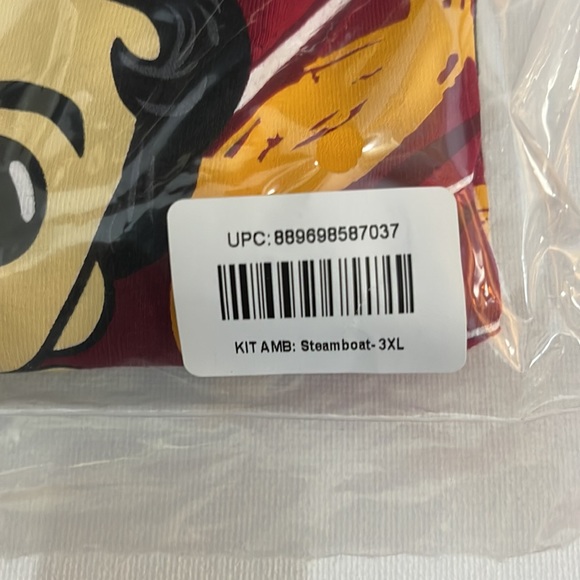 UPC: 889698587037
KIT AMB: Steamboat- 3XL